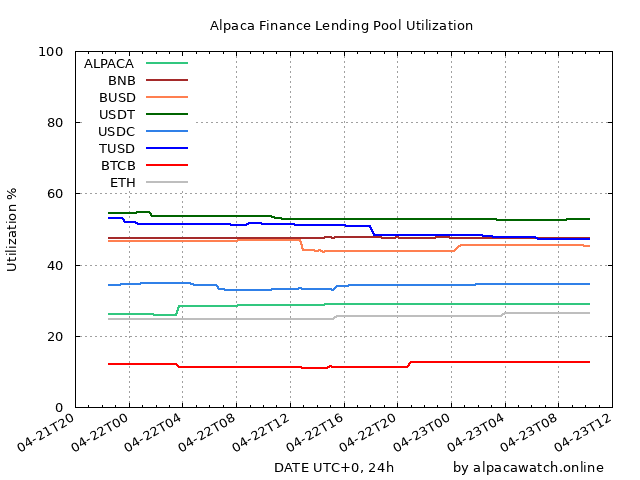 Alpaca Finance Lending Pool Utilization
100
80
60
40
20
0
Utilization %
ALPACA
BNB
BUSD
USDT
USDC
TUSD
BTCB
ETH
04-21T20
04-22T00
04-22T04
04-22T08
04-22T12
04-22T16
04-22T20
04-23T00
04-23T04
04-23T08
04-23T12
DATE UTC+0, 24h
by alpacawatch.online